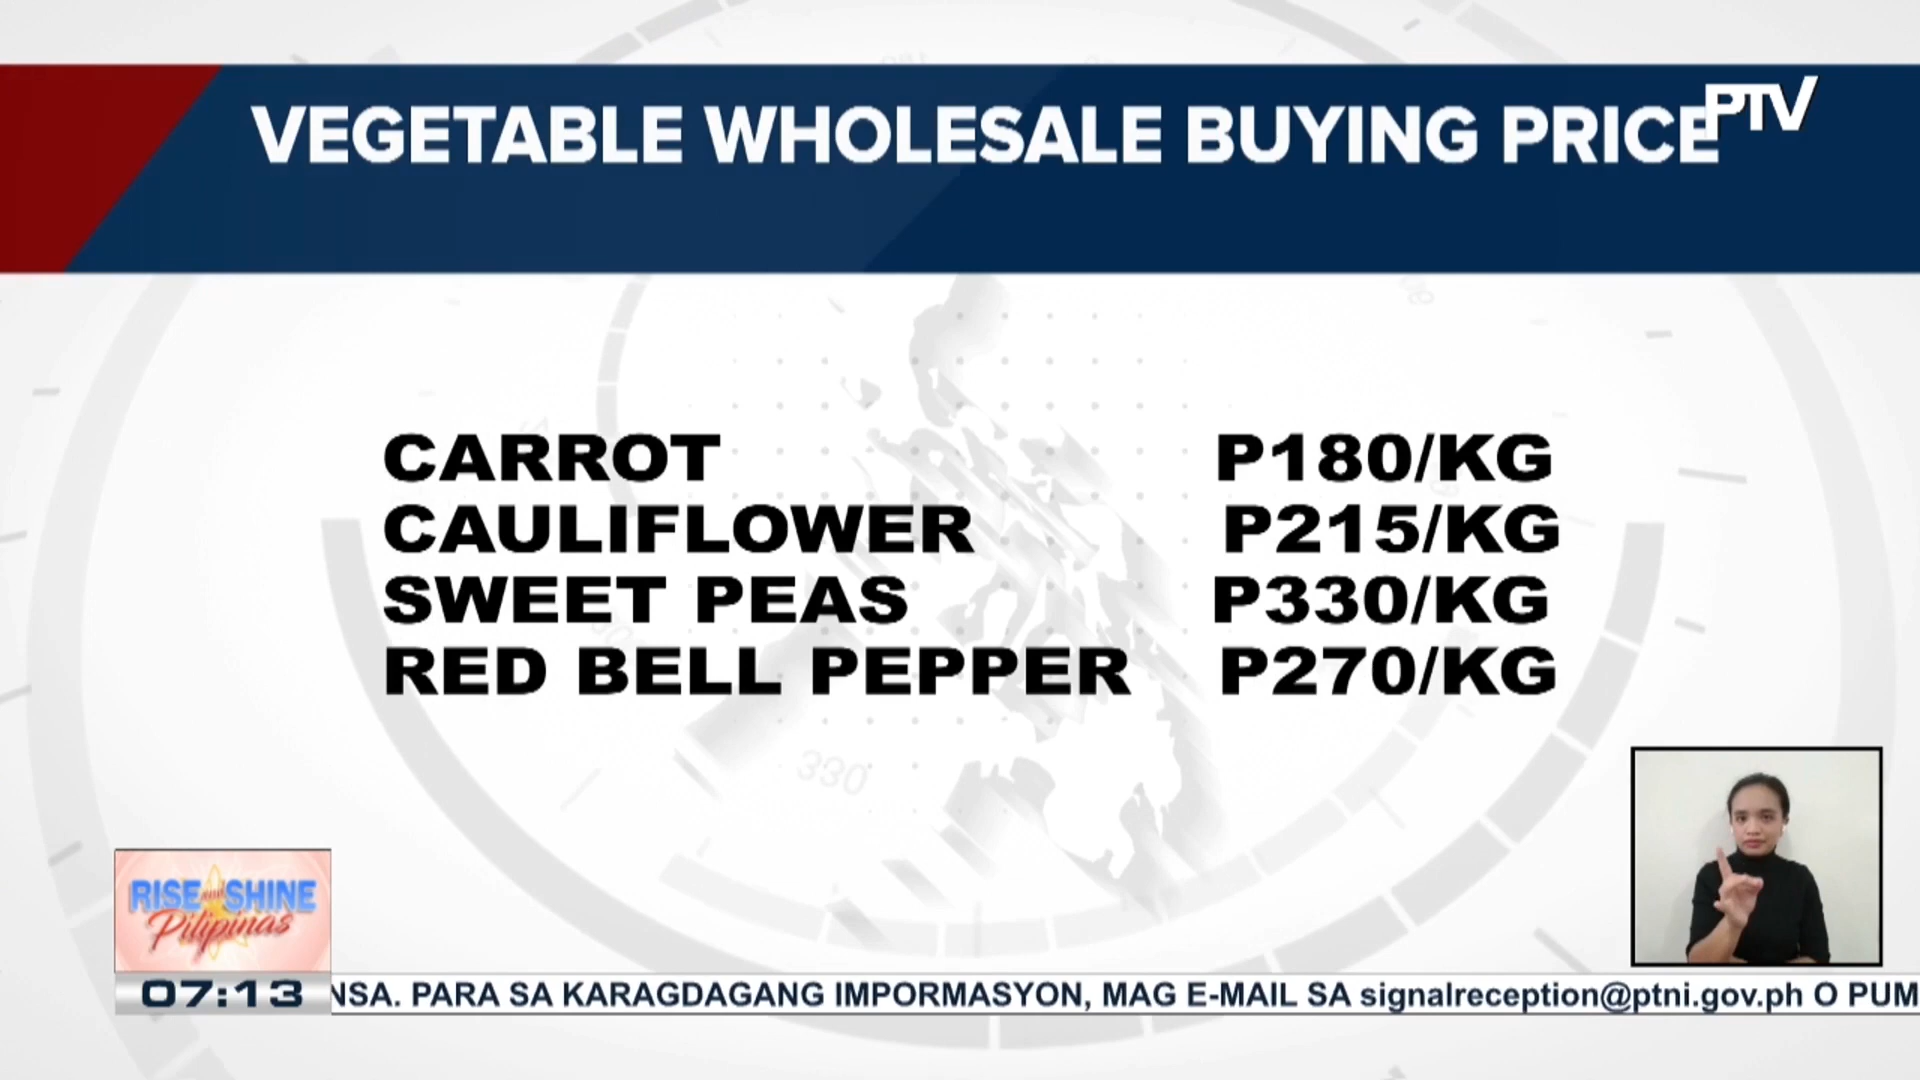 VEGETABLE WHOLESALE BUYING PRICE
PTV
CARROT P180/KG
CAULIFLOWER P215/KG
SWEET PEAS P330/KG
RED BELL PEPPER P270/KG
330
RISE and SHINE
Pilipinas
07:13 NSA. PARA SA KARAGDAGANG IMPORMASYON, MAG E-MAIL SA signalreception@ptni.gov.ph O PUM